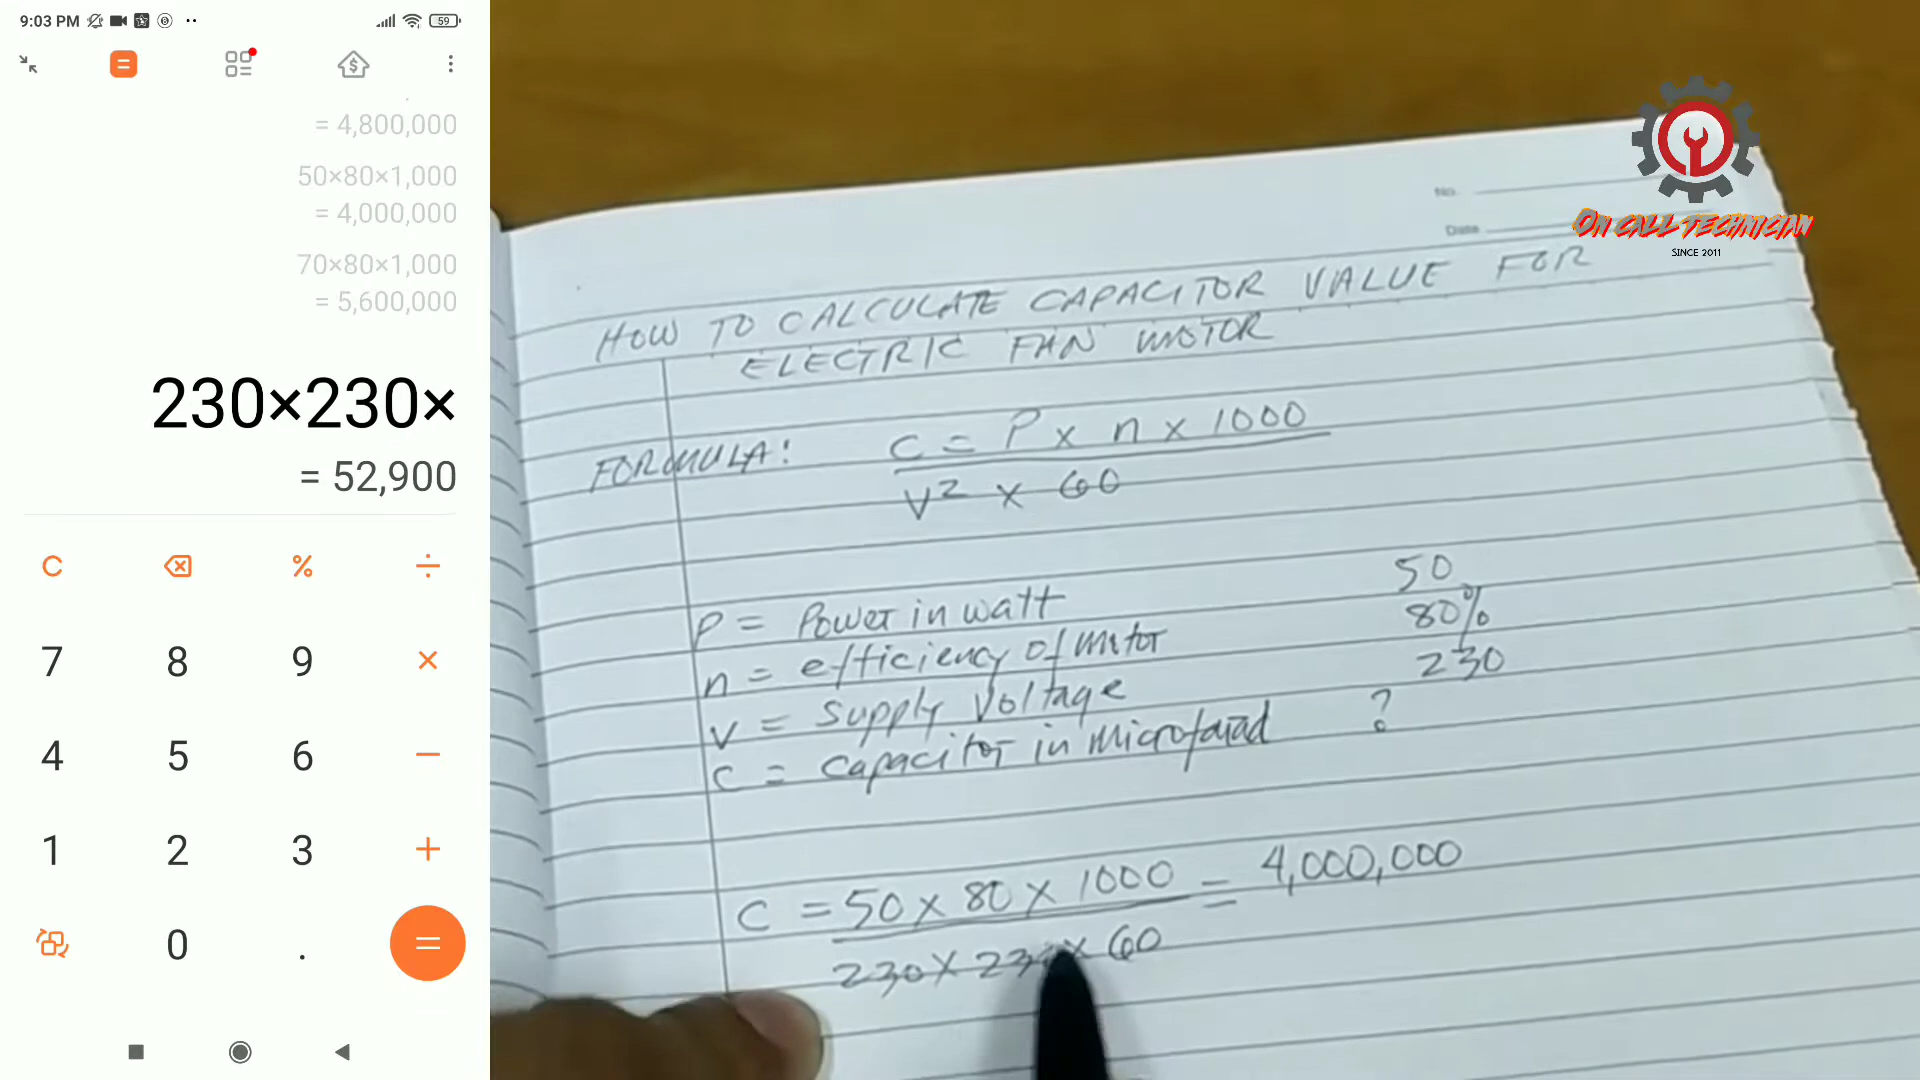 9:03 PM
59
= 4,800,000
50×80×1,000
= 4,000,000
70×80×1,000
= 5,600,000
230×230×
= 52,900
C % ÷
7 8 9 ×
4 5 6 −
1 2 3 +
0 . =
No.
Date
ON CALL TECHNICIAN
SINCE 2011
HOW TO CALCULATE CAPACITOR VALUE FOR
ELECTRIC FAN MOTOR
FORMULA: C = P x n x 1000
V² x 60
P = Power in watt 50
n = efficiency of motor 80%
V = supply Voltage 230
C = capacitor in microfarad ?
C = 50 x 80 x 1000 = 4,000,000
230 x 230 x 60